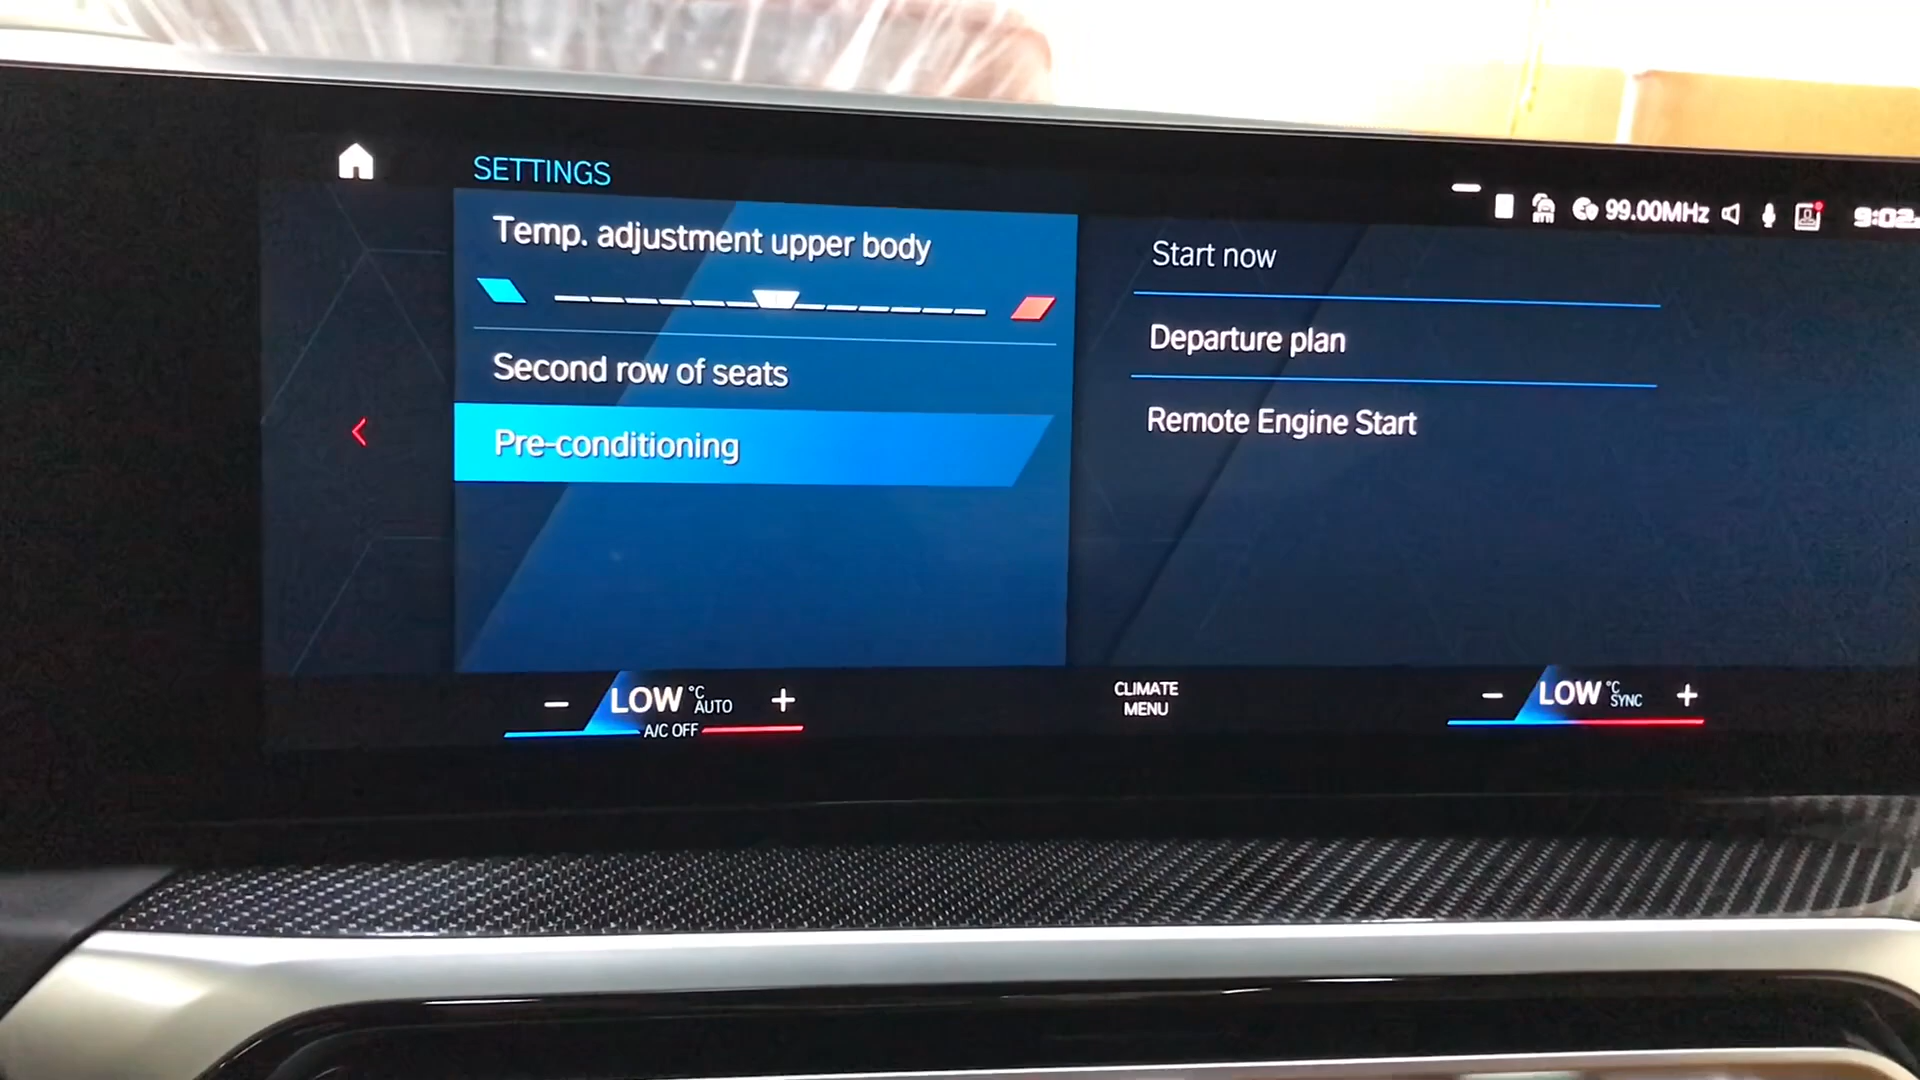 SETTINGS
99.00MHz
Temp. adjustment upper body
Second row of seats
Pre-conditioning
Start now
Departure plan
Remote Engine Start
− LOW °C AUTO +
A/C OFF
CLIMATE
MENU
− LOW °C SYNC +